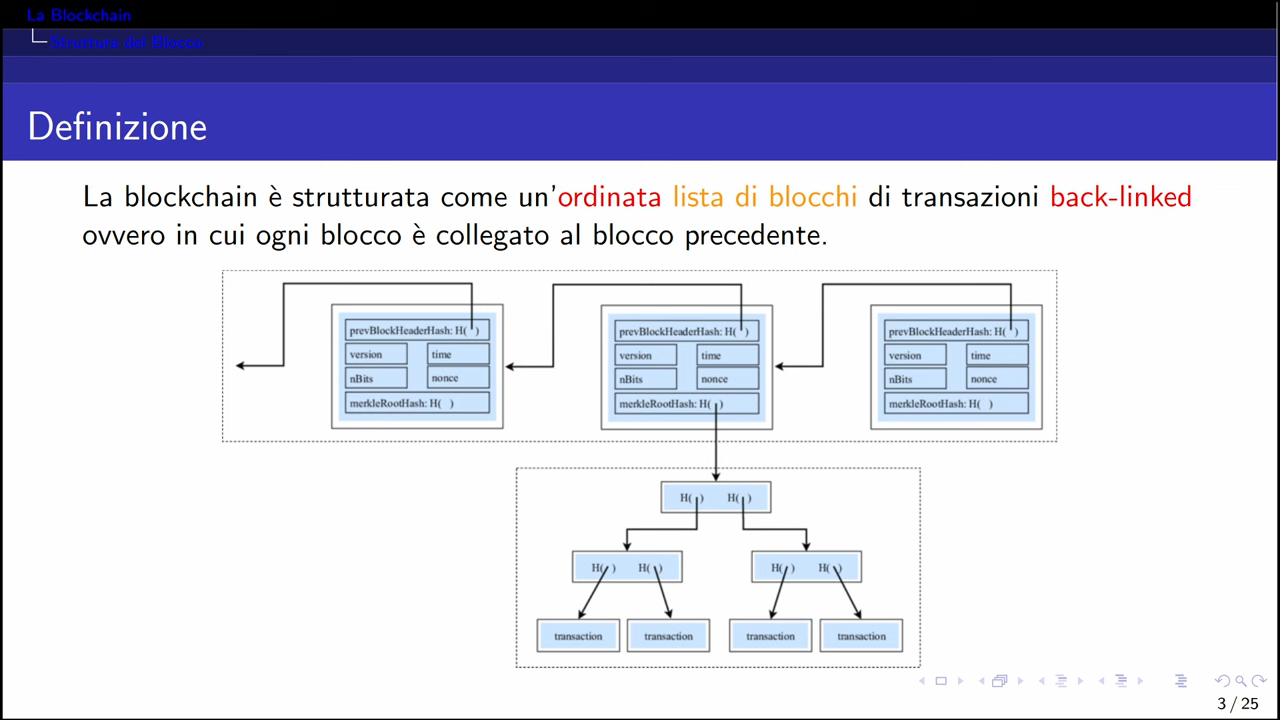 La Blockchain
Struttura del Blocco
Definizione
La blockchain è strutturata come un'ordinata lista di blocchi di transazioni back-linked
ovvero in cui ogni blocco è collegato al blocco precedente.
prevBlockHeaderHash: H( )
version time
nBits nonce
merkleRootHash: H( )
prevBlockHeaderHash: H( )
version time
nBits nonce
merkleRootHash: H( )
prevBlockHeaderHash: H( )
version time
nBits nonce
merkleRootHash: H( )
H( ) H( )
H( ) H( )
H( ) H( )
transaction
transaction
transaction
transaction
3 / 25